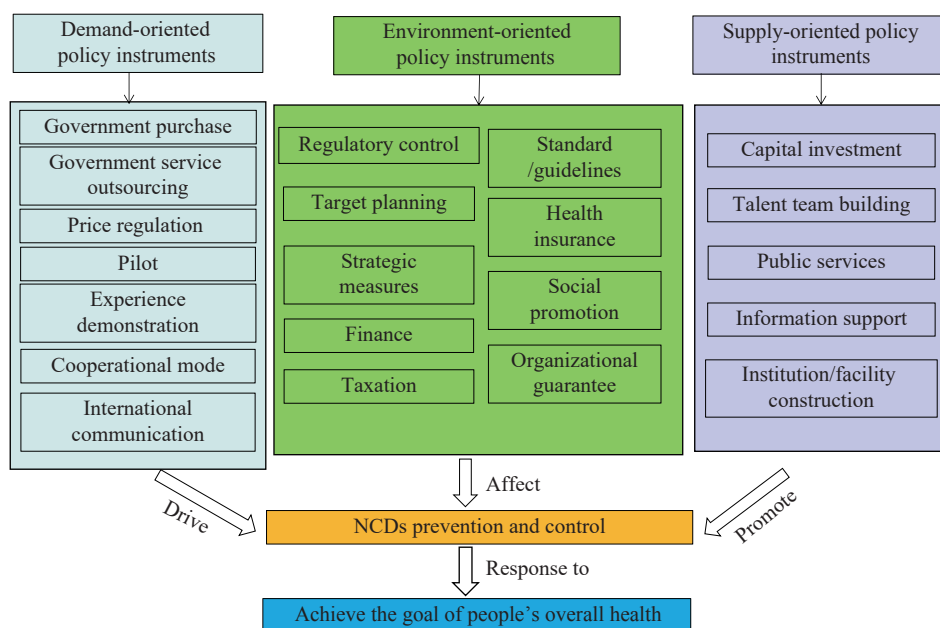 Demand-oriented
policy instruments
Environment-oriented
policy instruments
Supply-oriented policy
instruments
Government purchase
Government service
outsourcing
Price regulation
Pilot
Experience
demonstration
Cooperational mode
International
communication
Regulatory control
Target planning
Strategic
measures
Finance
Taxation
Standard
/guidelines
Health
insurance
Social
promotion
Organizational
guarantee
Capital investment
Talent team building
Public services
Information support
Institution/facility
construction
Drive
Affect
Promote
NCDs prevention and control
Response to
Achieve the goal of people’s overall health